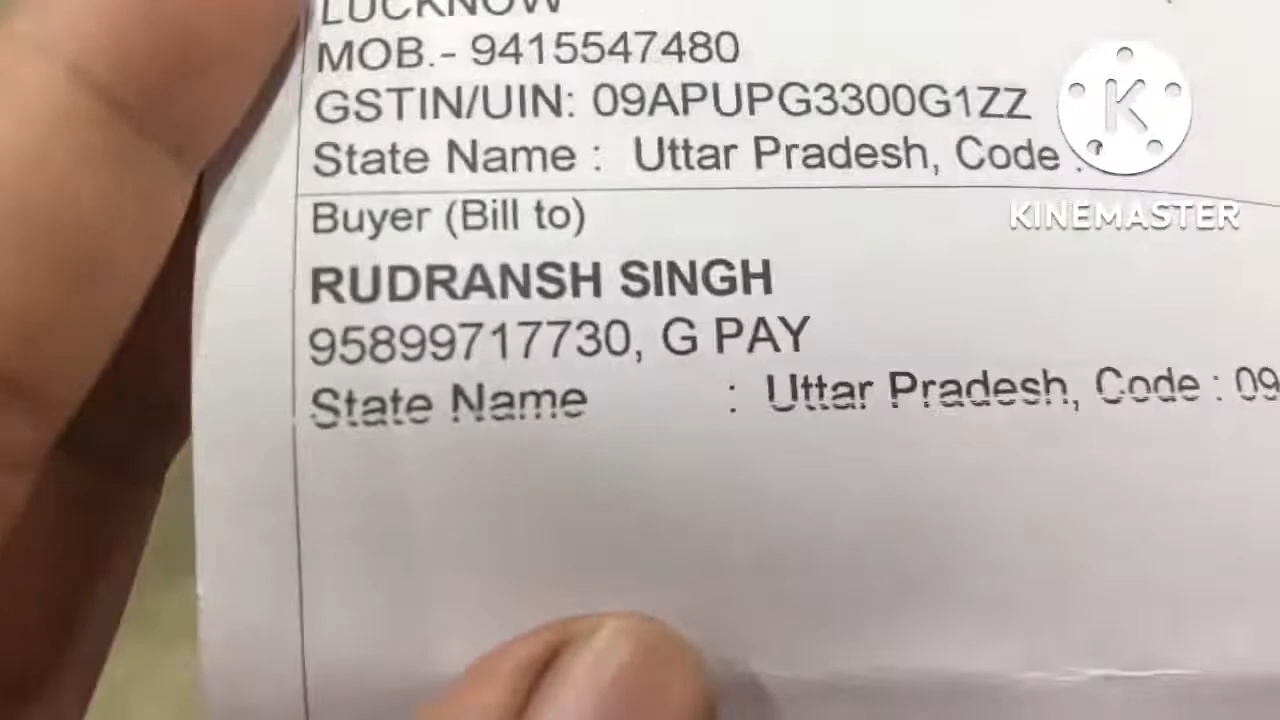 LUCKNOW
MOB.- 9415547480
GSTIN/UIN: 09APUPG3300G1ZZ
State Name : Uttar Pradesh, Code :
Buyer (Bill to)
RUDRANSH SINGH
95899717730, G PAY
State Name : Uttar Pradesh, Code : 09
K
KINEMASTER